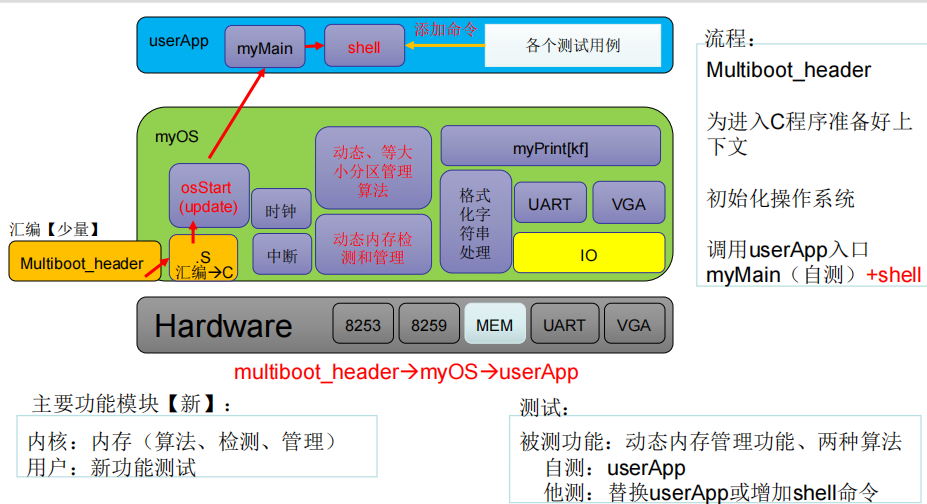 userApp
myMain
shell
添加命令
各个测试用例
流程：
Multiboot_header
为进入C程序准备好上
下文
初始化操作系统
调用userApp入口
myMain（自测）+shell
myOS
osStart
(update)
时钟
中断
动态、等大
小分区管理
算法
动态内存检
测和管理
myPrint[kf]
格式
化字
符串
处理
UART
VGA
IO
汇编【少量】
Multiboot_header
.S
汇编→C
Hardware
8253
8259
MEM
UART
VGA
multiboot_header→myOS→userApp
主要功能模块【新】：
内核：内存（算法、检测、管理）
用户：新功能测试
测试：
被测功能：动态内存管理功能、两种算法
自测：userApp
他测：替换userApp或增加shell命令